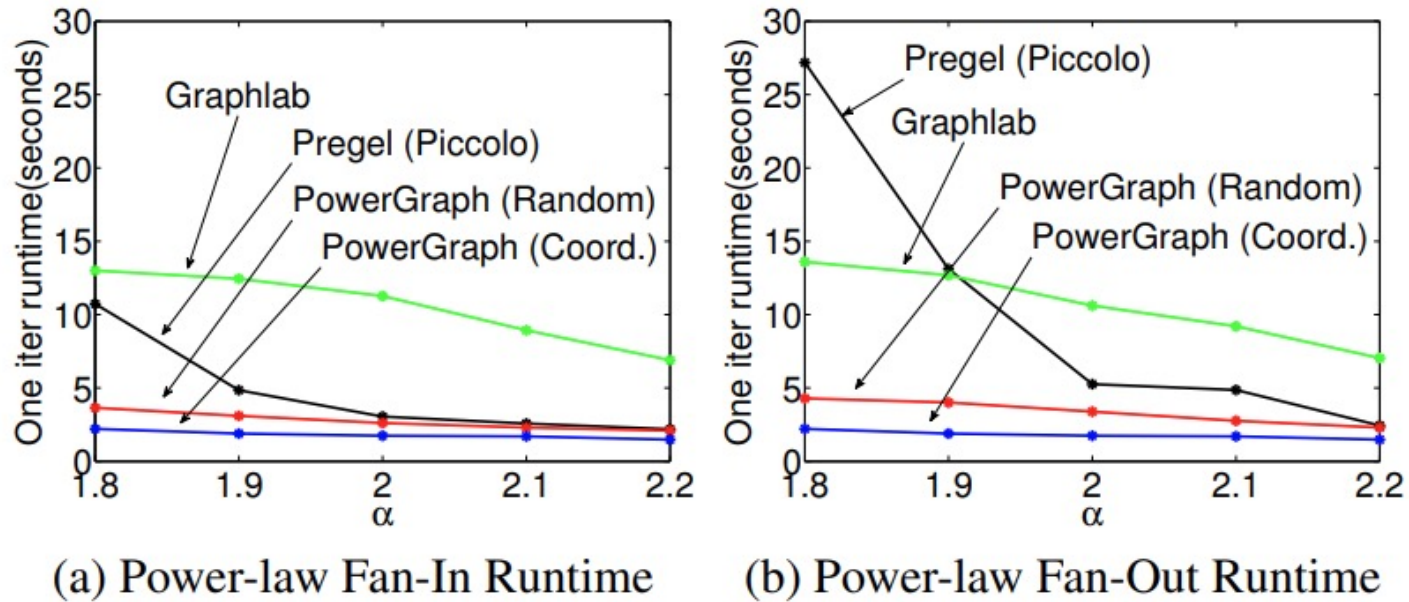 One iter runtime(seconds)
30
25
20
15
10
5
0
Graphlab
Pregel (Piccolo)
PowerGraph (Random)
PowerGraph (Coord.)
1.8
1.9
2
2.1
2.2
α
(a) Power-law Fan-In Runtime
One iter runtime(seconds)
30
25
20
15
10
5
0
Pregel (Piccolo)
Graphlab
PowerGraph (Random)
PowerGraph (Coord.)
1.8
1.9
2
2.1
2.2
α
(b) Power-law Fan-Out Runtime